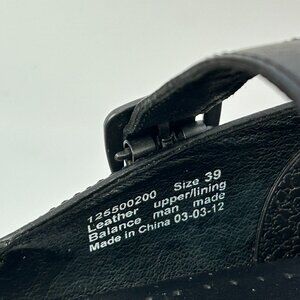 125500200 Size 39
Leather upper/lining
Balance man made
Made in China 03-03-12